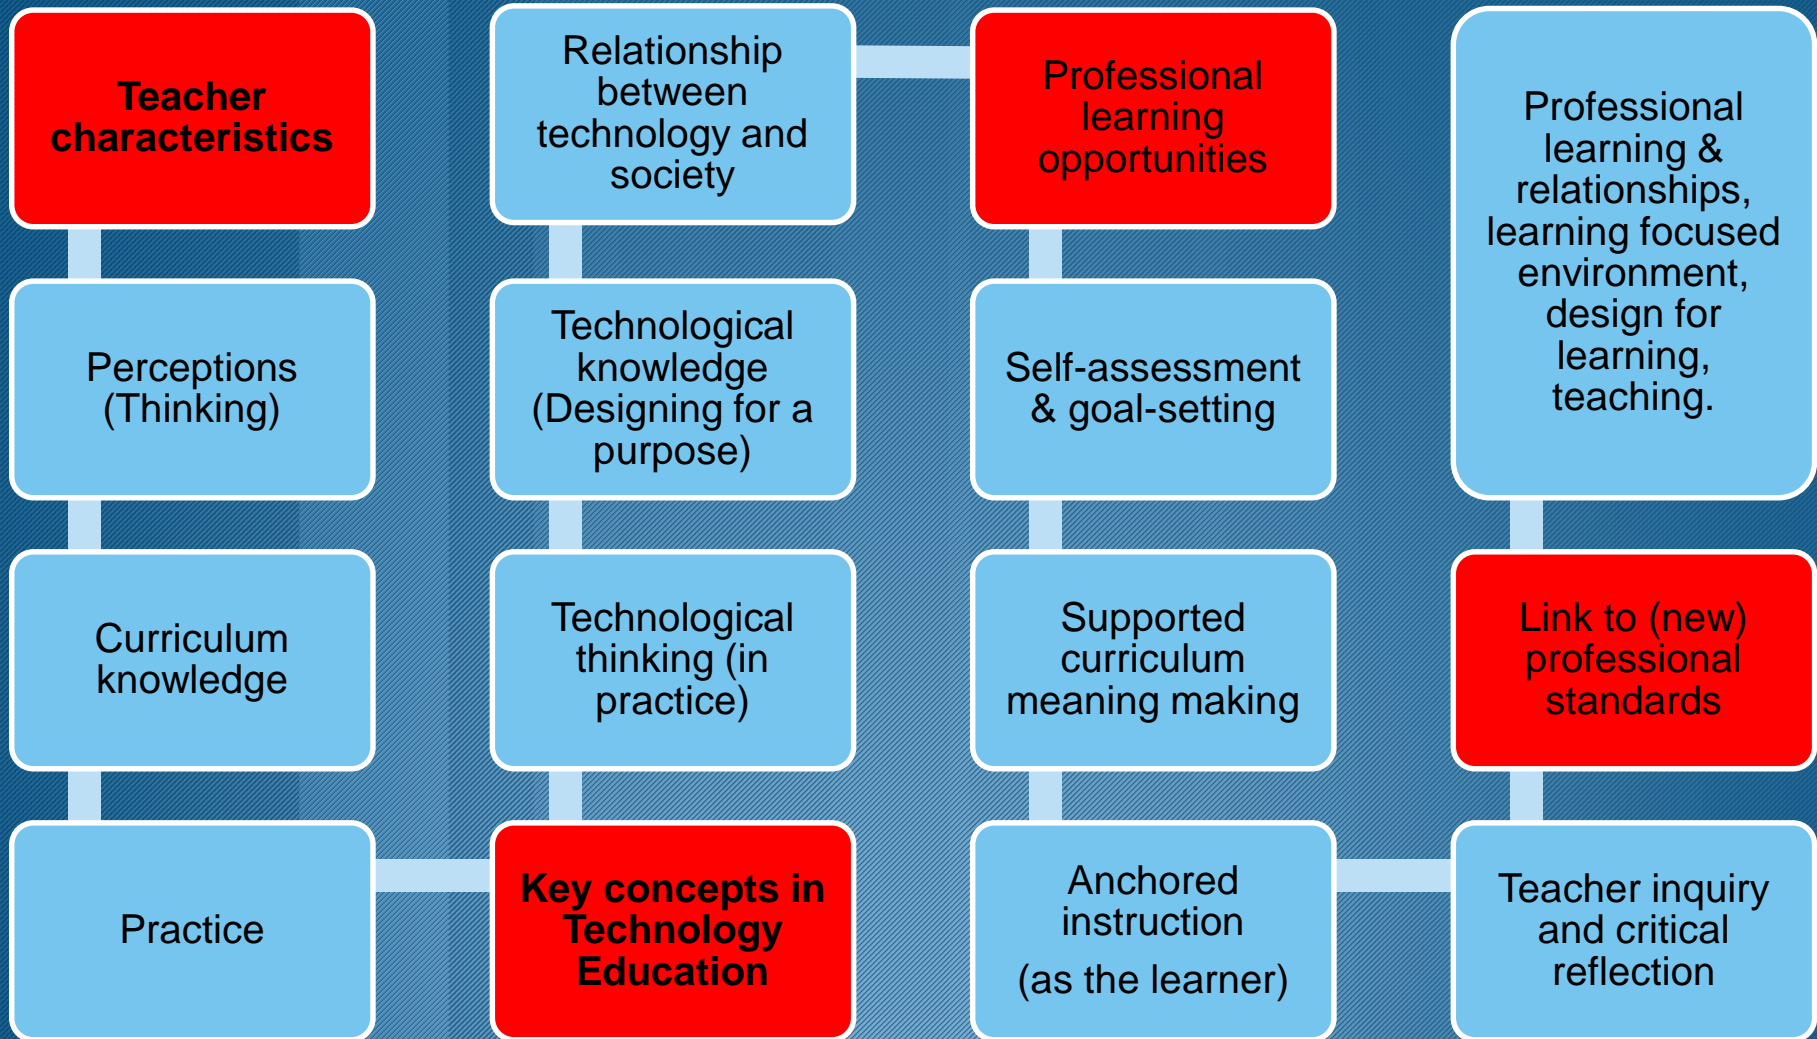 Teacher
characteristics
Perceptions
(Thinking)
Curriculum
knowledge
Practice
Key concepts in
Technology
Education
Technological
thinking (in
practice)
Technological
knowledge
(Designing for a
purpose)
Relationship
between
technology and
society
Professional
learning
opportunities
Self-assessment
& goal-setting
Supported
curriculum
meaning making
Anchored
instruction
(as the learner)
Teacher inquiry
and critical
reflection
Link to (new)
professional
standards
Professional
learning &
relationships,
learning focused
environment,
design for
learning,
teaching.